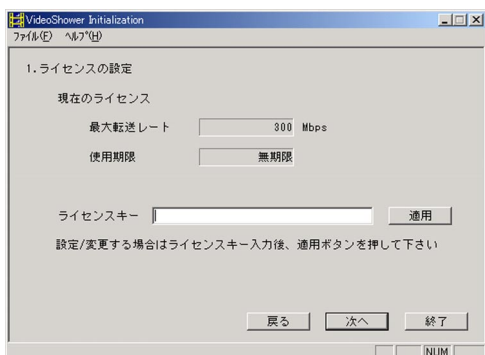 VideoShower Initialization
ファイル(F) ヘルプ(H)
1.ライセンスの設定
現在のライセンス
最大転送レート 300 Mbps
使用期限 無期限
ライセンスキー 適用
設定/変更する場合はライセンスキー入力後、適用ボタンを押して下さい
戻る 次へ 終了
NUM